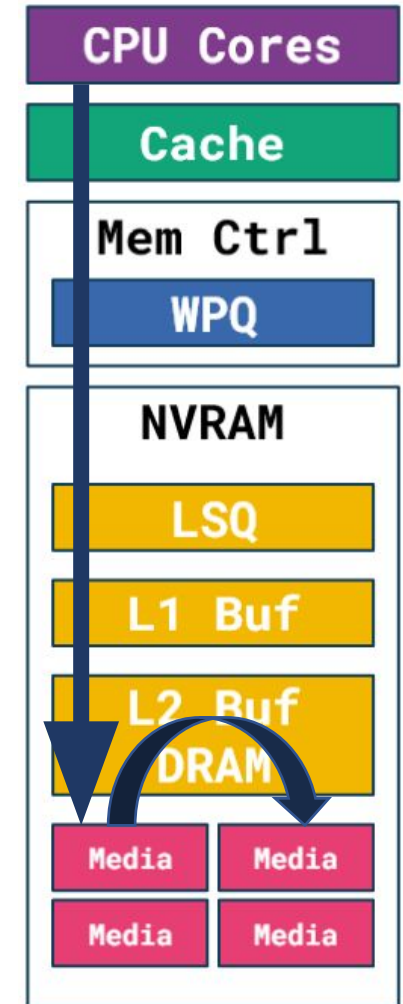 CPU Cores
Cache
Mem Ctrl
WPQ
NVRAM
LSQ
L1 Buf
L2 Buf
DRAM
Media Media
Media Media